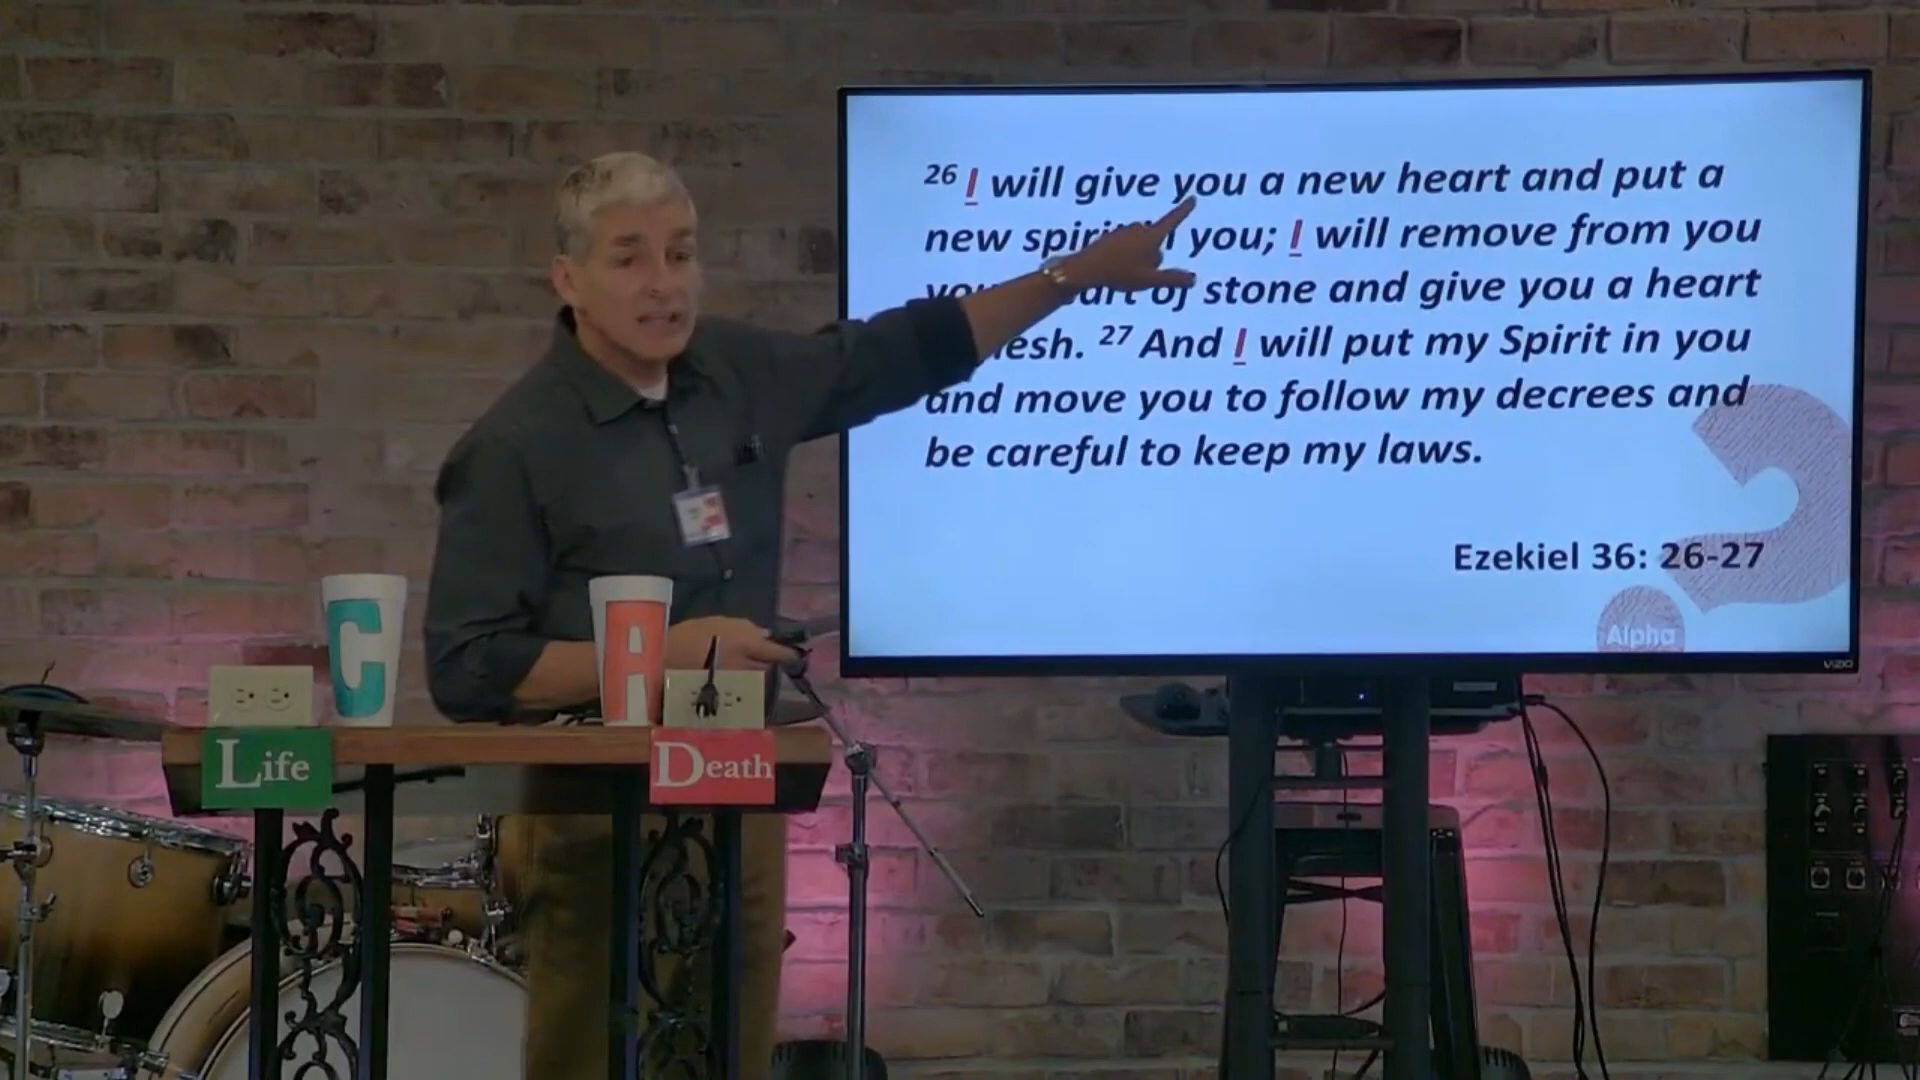 26 I will give you a new heart and put a
new spirit you; I will remove from you
of stone and give you a heart
27 And I will put my Spirit in you
and move you to follow my decrees and
be careful to keep my laws.
Ezekiel 36: 26-27
Alpha
VIZIO
C
A
Life
Death